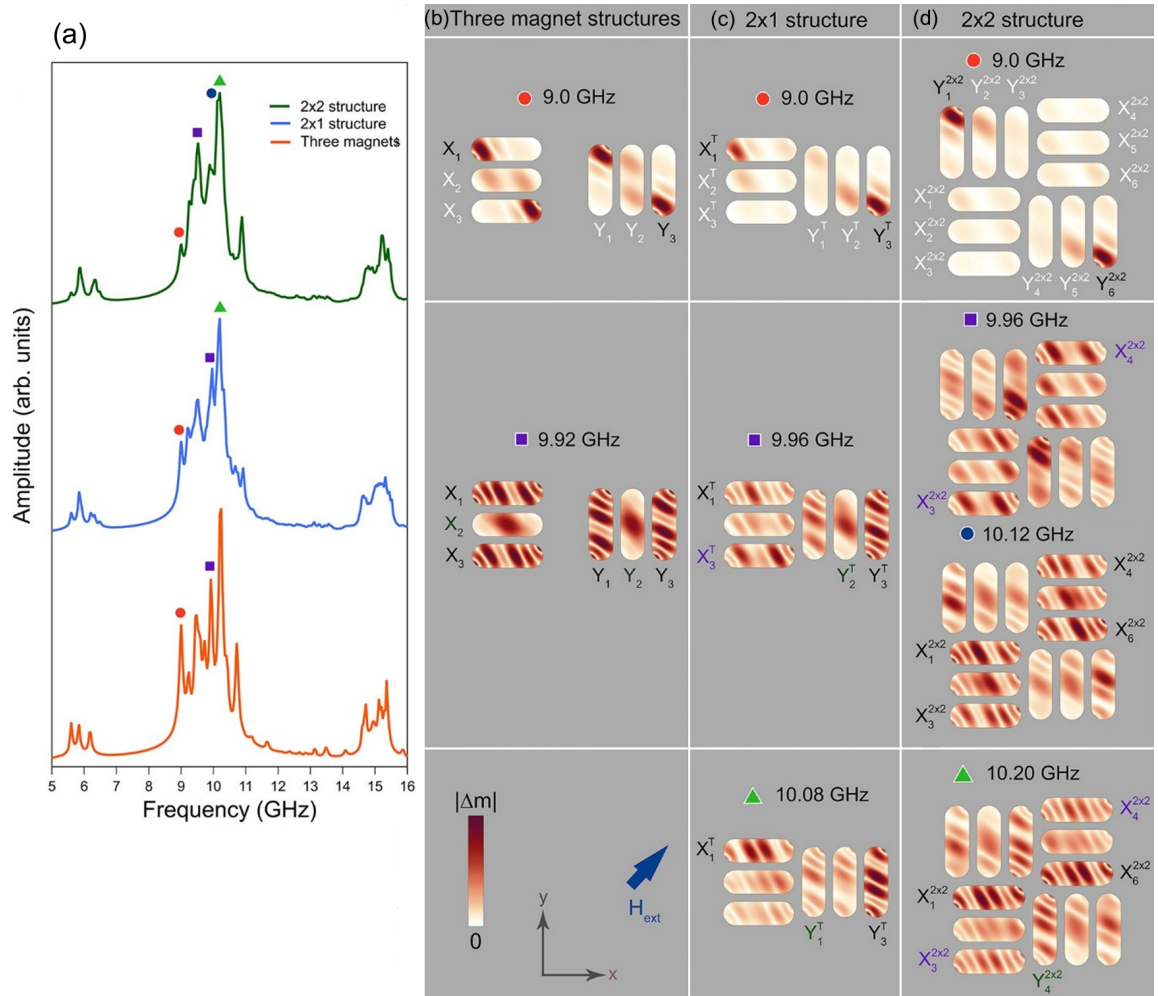 (a)
2x2 structure
2x1 structure
Three magnets
Amplitude (arb. units)
5 6 7 8 9 10 11 12 13 14 15 16
Frequency (GHz)
(b) Three magnet structures
9.0 GHz
X₁
X₂
X₃
Y₁ Y₂ Y₃
9.92 GHz
X₁
X₂
X₃
Y₁ Y₂ Y₃
|Δm|
0
H_ext
y
x
(c) 2x1 structure
9.0 GHz
X₁ᵀ
X₂ᵀ
X₃ᵀ
Y₁ᵀ Y₂ᵀ Y₃ᵀ
9.96 GHz
X₁ᵀ
X₃ᵀ
Y₂ᵀ Y₃ᵀ
10.08 GHz
X₁ᵀ
Y₁ᵀ Y₃ᵀ
(d) 2x2 structure
9.0 GHz
Y₁²ˣ² Y₂²ˣ² Y₃²ˣ²
X₄²ˣ²
X₅²ˣ²
X₆²ˣ²
X₁²ˣ²
X₂²ˣ²
X₃²ˣ²
Y₄²ˣ² Y₅²ˣ² Y₆²ˣ²
9.96 GHz
X₄²ˣ²
X₃²ˣ²
10.12 GHz
X₄²ˣ²
X₆²ˣ²
X₁²ˣ²
X₃²ˣ²
10.20 GHz
X₄²ˣ²
X₆²ˣ²
X₁²ˣ²
X₃²ˣ²
Y₄²ˣ²